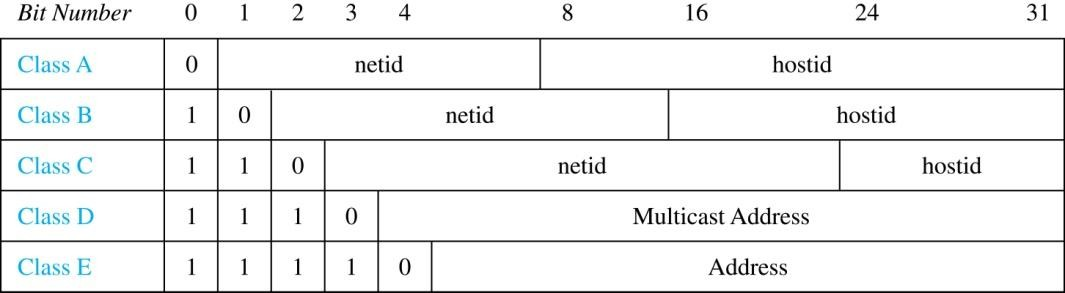 Bit Number 0 1 2 3 4 8 16 24 31
Class A 0 netid hostid
Class B 1 0 netid hostid
Class C 1 1 0 netid hostid
Class D 1 1 1 0 Multicast Address
Class E 1 1 1 1 0 Address